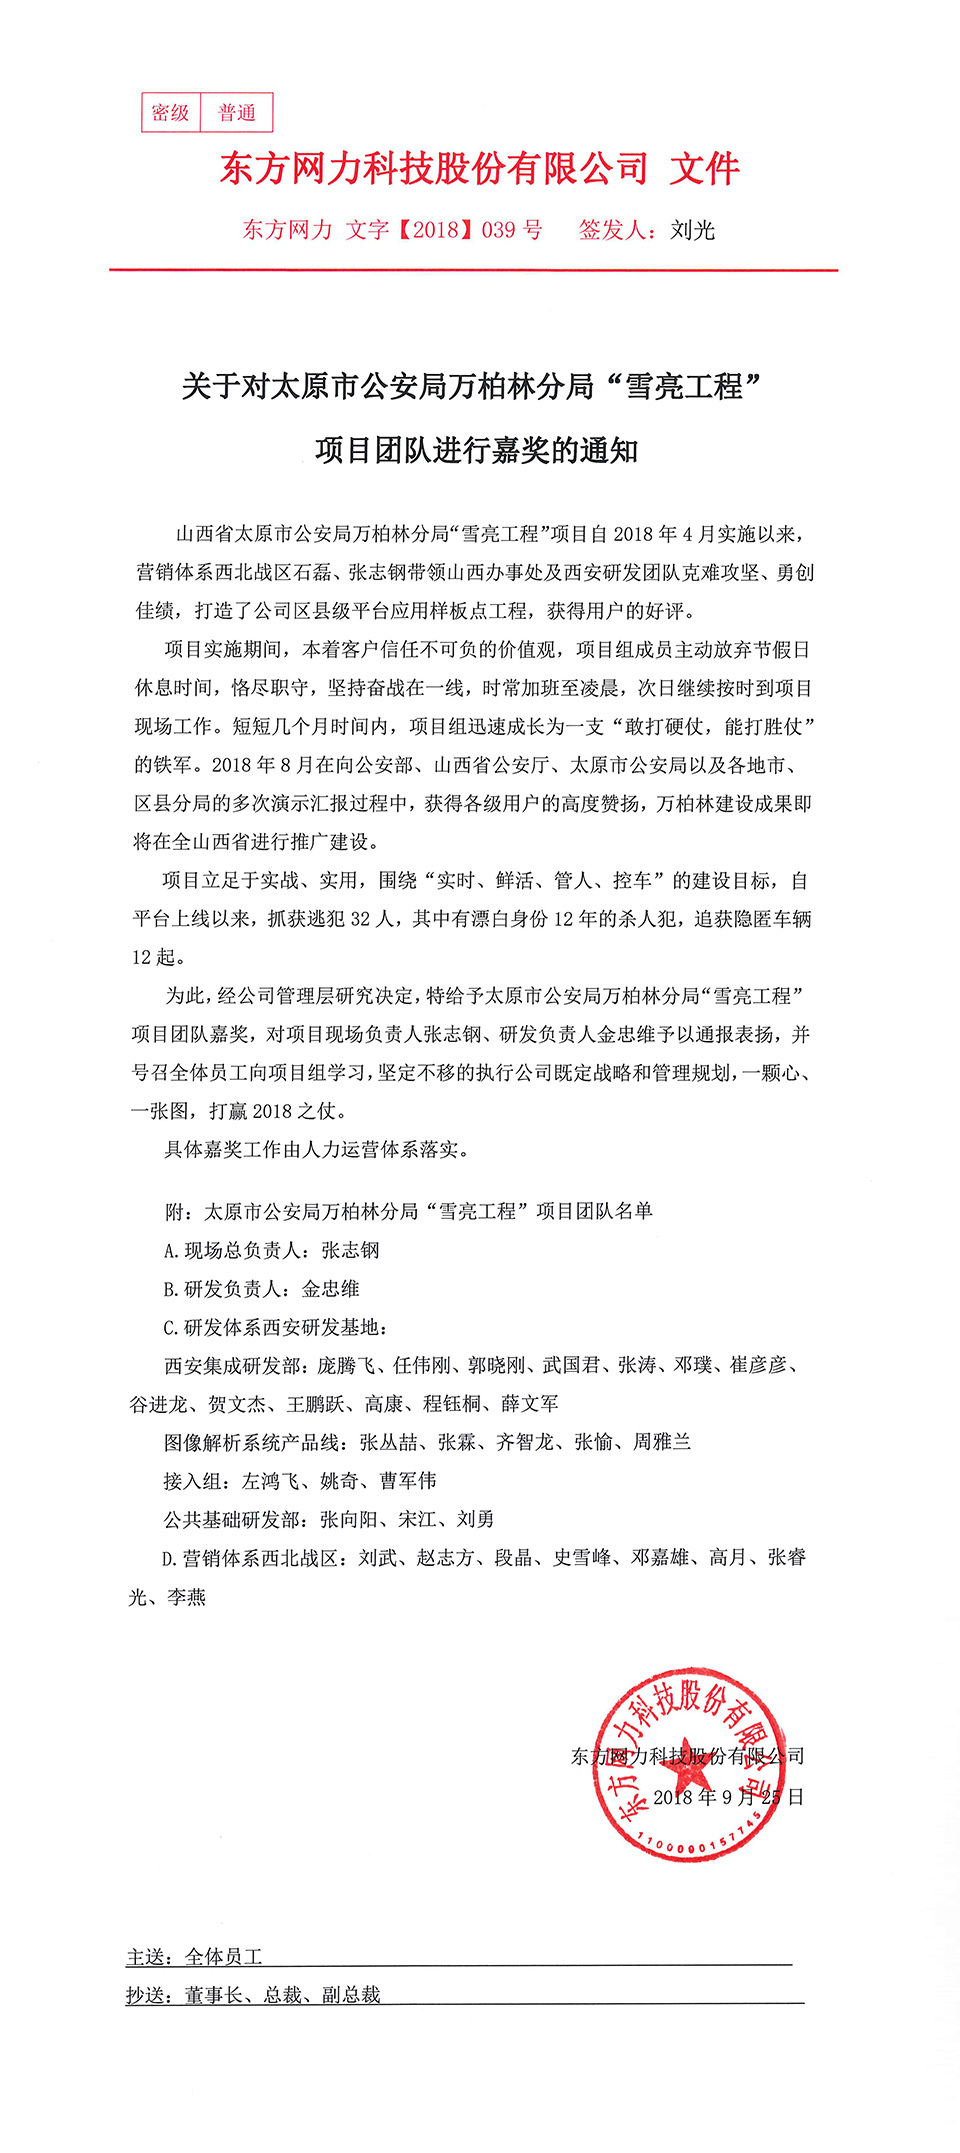 密级 普通
东方网力科技股份有限公司 文件
东方网力 文字【2018】039 号 签发人：刘光
关于对太原市公安局万柏林分局“雪亮工程”
项目团队进行嘉奖的通知
山西省太原市公安局万柏林分局“雪亮工程”项目自 2018 年 4 月实施以来，
营销体系西北战区石磊、张志钢带领山西办事处及西安研发团队克难攻坚、勇创
佳绩，打造了公司区县级平台应用样板点工程，获得用户的好评。
项目实施期间，本着客户信任不可负的价值观，项目组成员主动放弃节假日
休息时间，恪尽职守，坚持奋战在一线，时常加班至凌晨，次日继续按时到项目
现场工作。短短几个月时间内，项目组迅速成长为一支“敢打硬仗，能打胜仗”
的铁军。2018 年 8 月在向公安部、山西省公安厅、太原市公安局以及各地市、
区县分局的多次演示汇报过程中，获得各级用户的高度赞扬，万柏林建设成果即
将在全山西省进行推广建设。
项目立足于实战、实用，围绕“实时、鲜活、管人、控车”的建设目标，自
平台上线以来，抓获逃犯 32 人，其中有漂白身份 12 年的杀人犯，追获隐匿车辆
12 起。
为此，经公司管理层研究决定，特给予太原市公安局万柏林分局“雪亮工程”
项目团队嘉奖，对项目现场负责人张志钢、研发负责人金忠维予以通报表扬，并
号召全体员工向项目组学习，坚定不移的执行公司既定战略和管理规划，一颗心、
一张图，打赢 2018 之仗。
具体嘉奖工作由人力运营体系落实。
附：太原市公安局万柏林分局“雪亮工程”项目团队名单
A.现场总负责人：张志钢
B.研发负责人：金忠维
C.研发体系西安研发基地：
西安集成研发部：庞腾飞、任伟刚、郭晓刚、武国君、张涛、邓璞、崔彦彦、
谷进龙、贺文杰、王鹏跃、高康、程钰桐、薛文军
图像解析系统产品线：张丛喆、张霖、齐智龙、张愉、周雅兰
接入组：左鸿飞、姚奇、曹军伟
公共基础研发部：张向阳、宋江、刘勇
D.营销体系西北战区：刘武、赵志方、段晶、史雪峰、邓嘉雄、高月、张睿
光、李燕
东方网力科技股份有限公司
东方网力科技股份有限公司
2018 年 9 月 25 日
1100000157745
主送：全体员工
抄送：董事长、总裁、副总裁